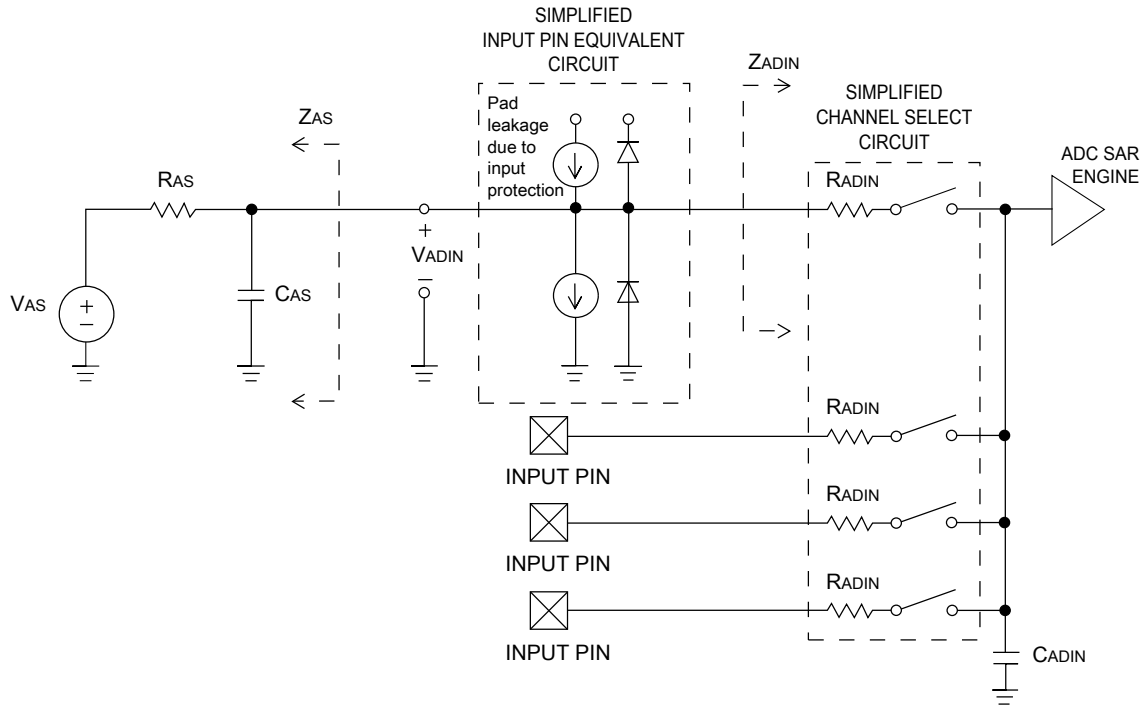 SIMPLIFIED
INPUT PIN EQUIVALENT
CIRCUIT
Pad
leakage
due to
input
protection
ZADIN
SIMPLIFIED
CHANNEL SELECT
CIRCUIT
ZAS
RAS
RADIN
ADC SAR
ENGINE
+
VADIN
–
CAS
VAS
+
–
RADIN
INPUT PIN
RADIN
INPUT PIN
RADIN
INPUT PIN
CADIN